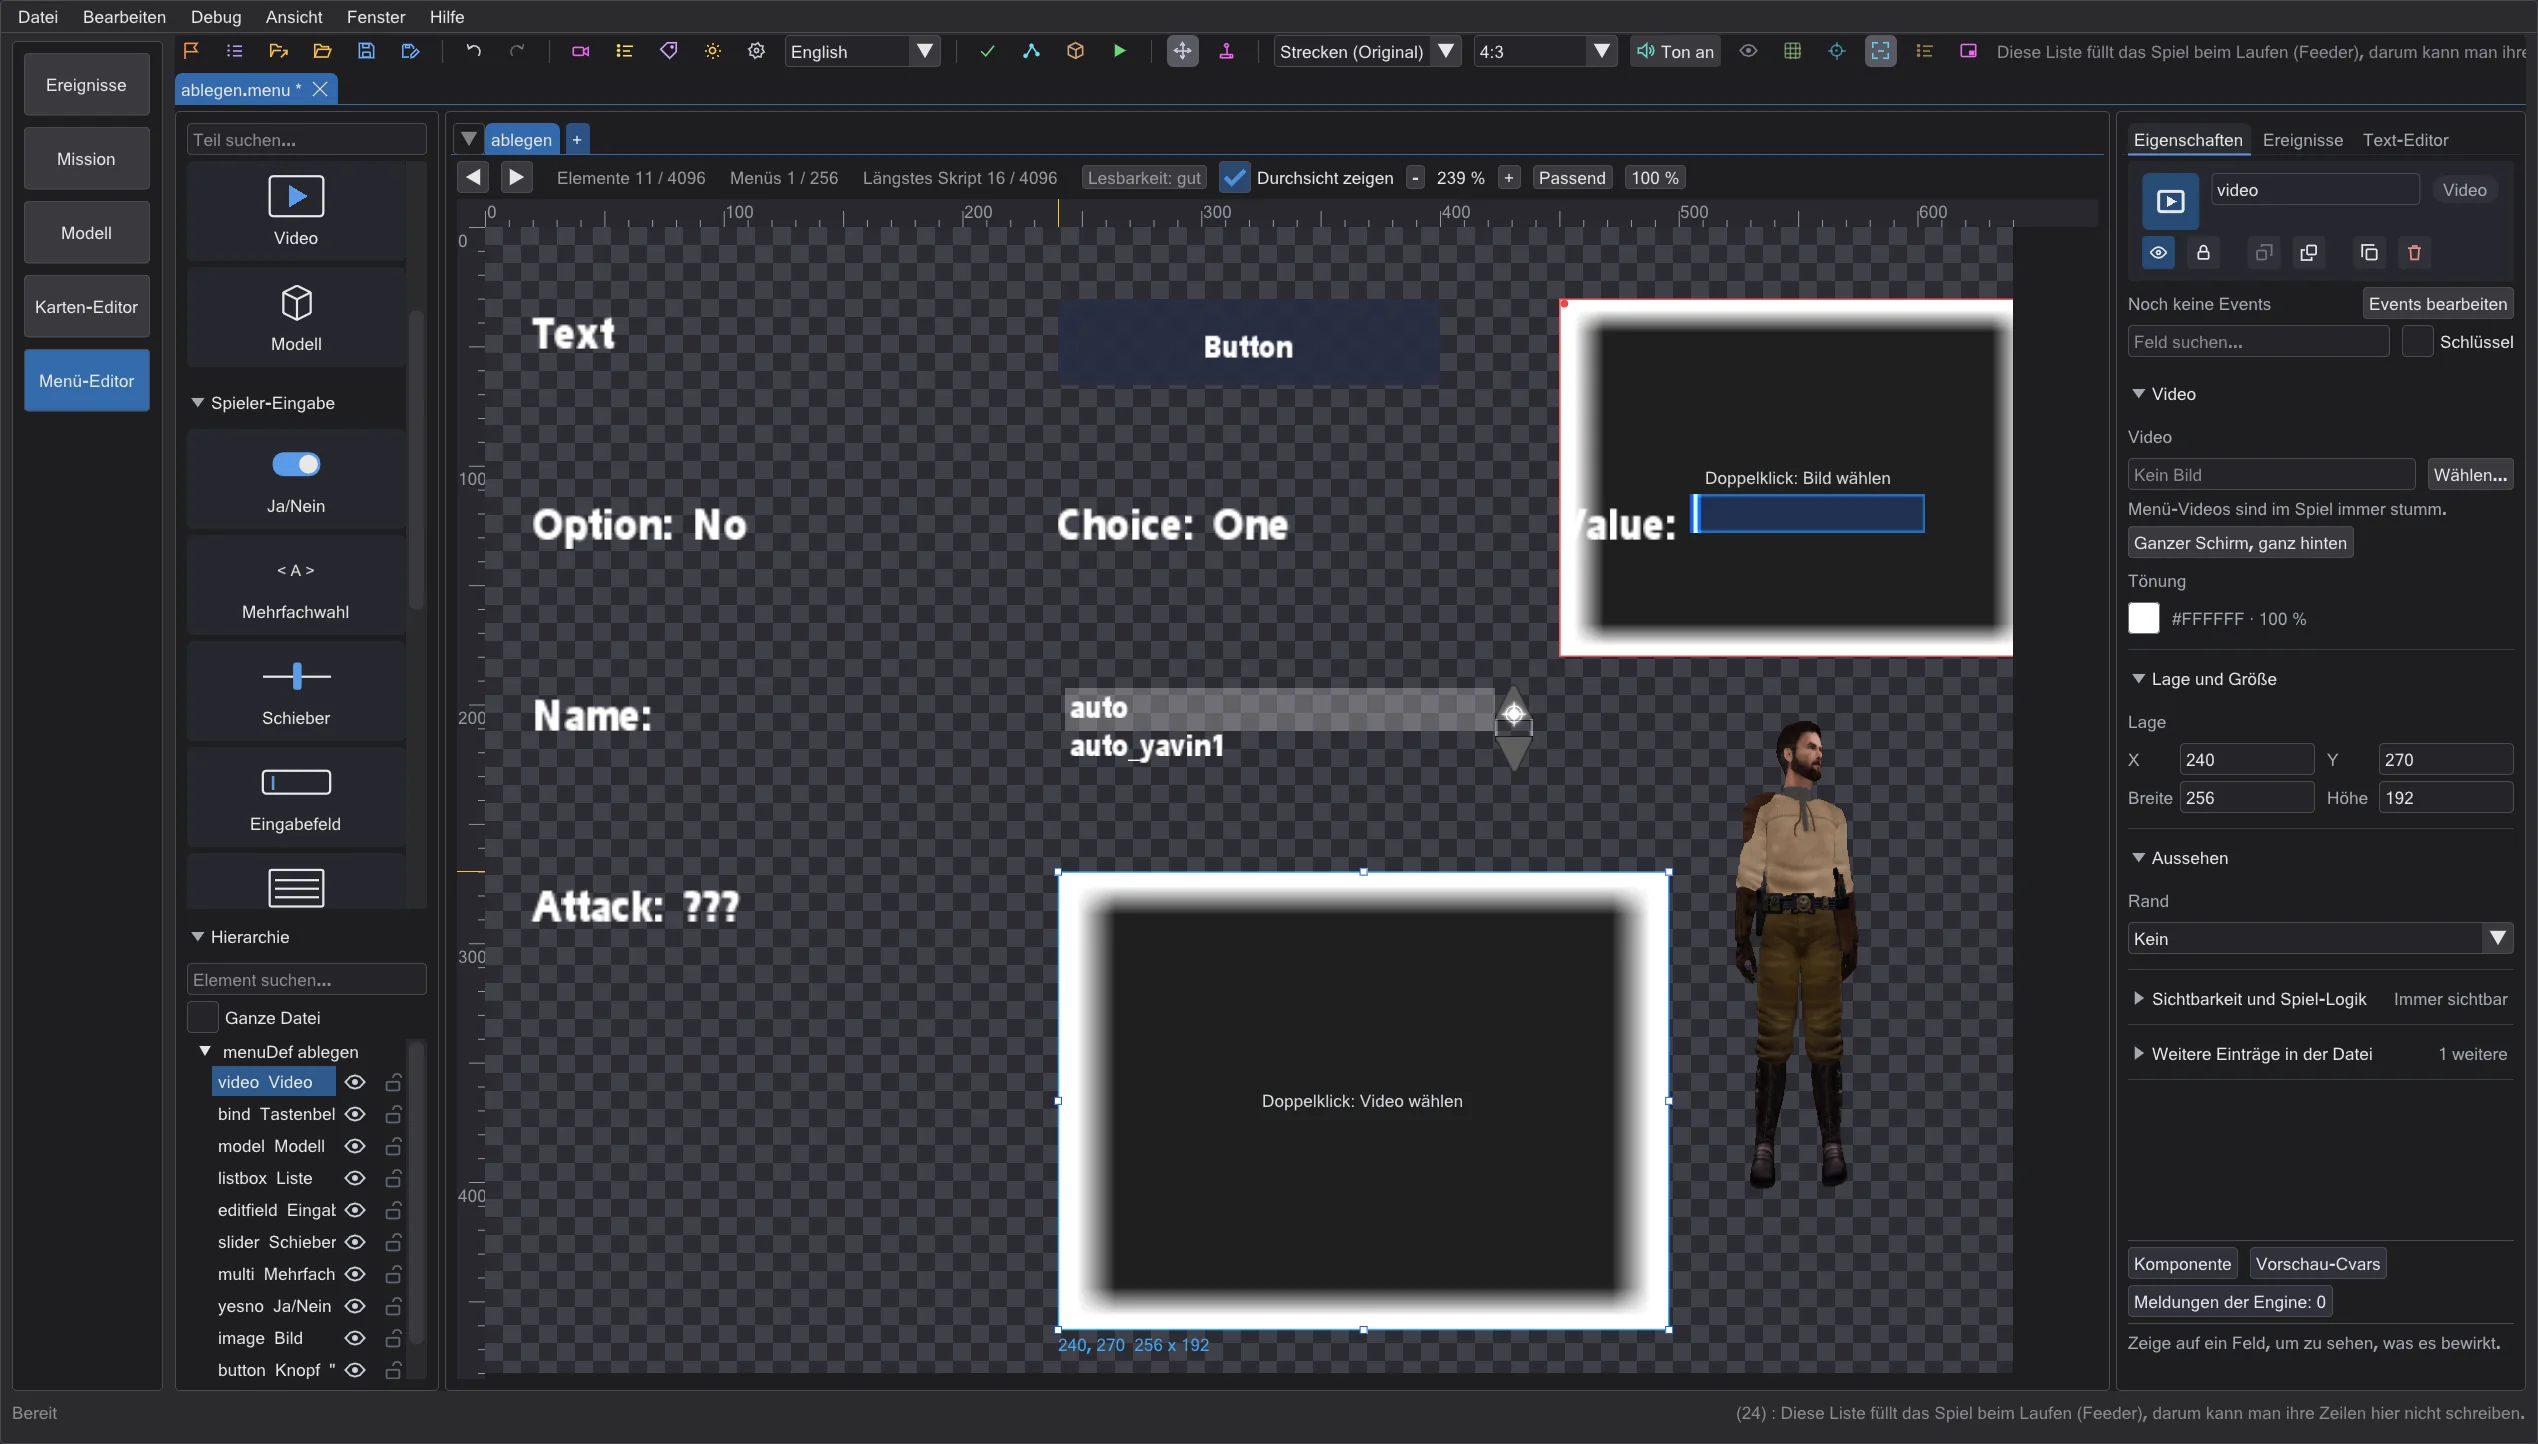 Datei Bearbeiten Debug Ansicht Fenster Hilfe
English Strecken (Original) 4:3 Ton an Diese Liste füllt das Spiel beim Laufen (Feeder), darum kann man ihre
Ereignisse
Mission
Modell
Karten-Editor
Menü-Editor
ablegen.menu *
Teil suchen...
Video
Modell
Spieler-Eingabe
Ja/Nein
< A >
Mehrfachwahl
Schieber
Eingabefeld
Hierarchie
Element suchen...
Ganze Datei
menuDef ablegen
video Video
bind Tastenbel
model Modell
listbox Liste
editfield Eingab
slider Schieber
multi Mehrfach
yesno Ja/Nein
image Bild
button Knopf "
ablegen +
Elemente 11 / 4096 Menüs 1 / 256 Längstes Skript 16 / 4096 Lesbarkeit: gut Durchsicht zeigen - 239 % + Passend 100 %
0 100 200 300 400 500 600
0
100
200
300
400
Text
Button
Doppelklick: Bild wählen
Option: No
Choice: One
Value:
Name:
auto
auto_yavin1
Attack: ???
Doppelklick: Video wählen
240, 270 256 x 192
Eigenschaften Ereignisse Text-Editor
video Video
Noch keine Events Events bearbeiten
Feld suchen... Schlüssel
Video
Video
Kein Bild Wählen...
Menü-Videos sind im Spiel immer stumm.
Ganzer Schirm, ganz hinten
Tönung
#FFFFFF · 100 %
Lage und Größe
Lage
X 240 Y 270
Breite 256 Höhe 192
Aussehen
Rand
Kein
Sichtbarkeit und Spiel-Logik Immer sichtbar
Weitere Einträge in der Datei 1 weitere
Komponente Vorschau-Cvars
Meldungen der Engine: 0
Zeige auf ein Feld, um zu sehen, was es bewirkt.
Bereit
(24) : Diese Liste füllt das Spiel beim Laufen (Feeder), darum kann man ihre Zeilen hier nicht schreiben.